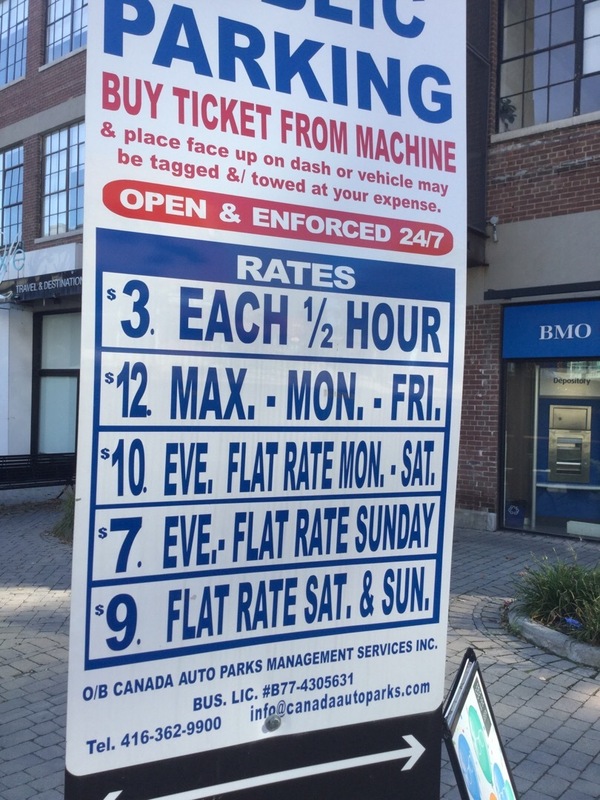 PARKING
BUY TICKET FROM MACHINE
& place face up on dash or vehicle may
be tagged &/ towed at your expense.
OPEN & ENFORCED 24/7
RATES
$3. EACH ½ HOUR
$12. MAX. - MON. - FRI.
$10. EVE. FLAT RATE MON. - SAT.
$7. EVE.- FLAT RATE SUNDAY
$9. FLAT RATE SAT. & SUN.
O/B CANADA AUTO PARKS MANAGEMENT SERVICES INC.
BUS. LIC. #B77-4305631
Tel. 416-362-9900 info@canadaautoparks.com
TRAVEL & DESTINATION
BMO
Depository